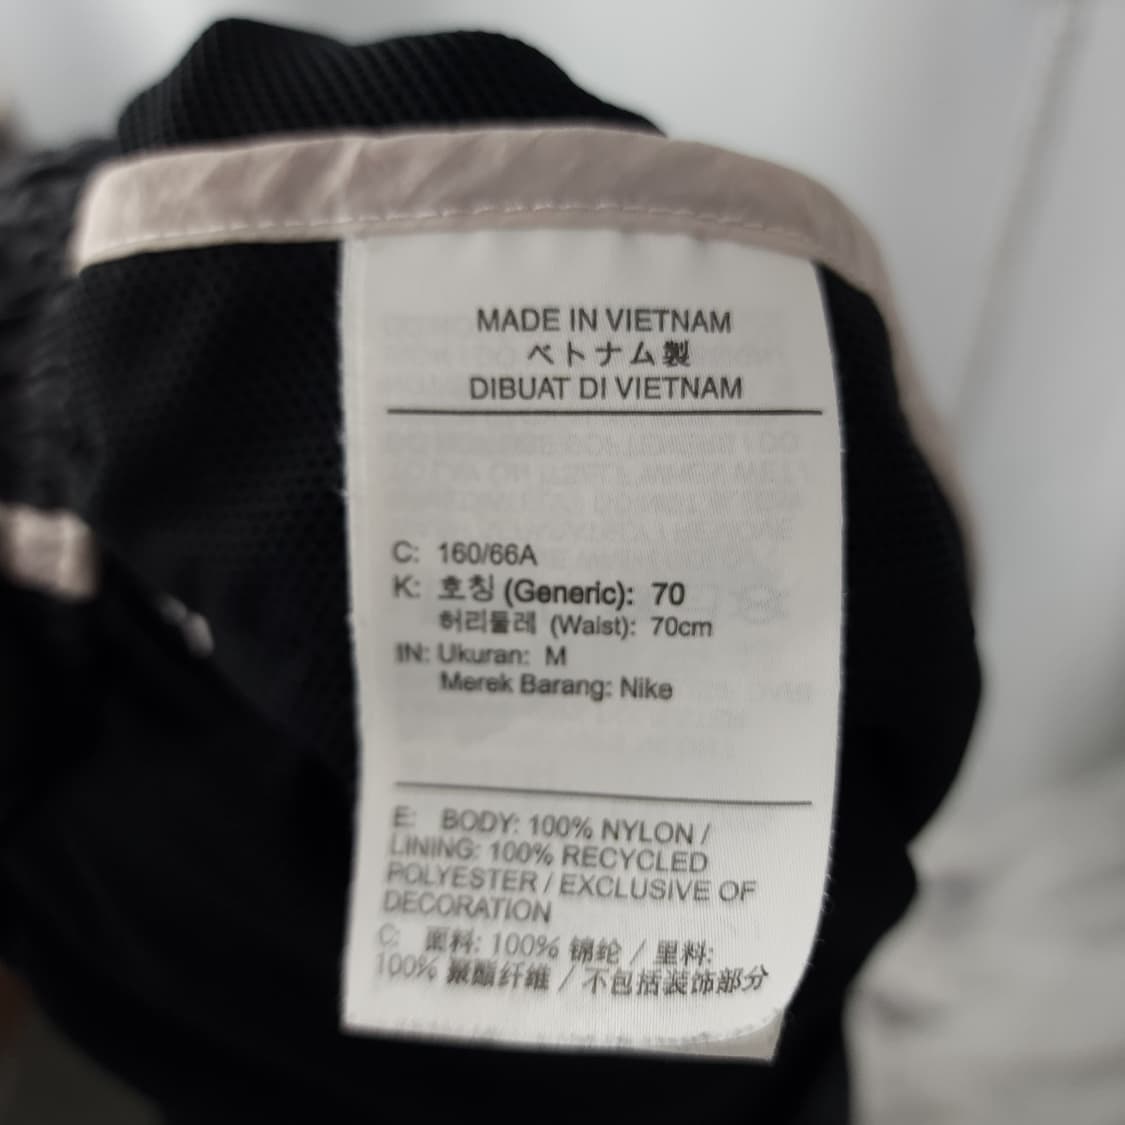 MADE IN VIETNAM
ベトナム製
DIBUAT DI VIETNAM
C: 160/66A
K: 호칭 (Generic): 70
허리둘레 (Waist): 70cm
IN: Ukuran: M
Merek Barang: Nike
E: BODY: 100% NYLON /
LINING: 100% RECYCLED
POLYESTER / EXCLUSIVE OF
DECORATION
C: 面料: 100% 锦纶 / 里料:
100% 聚酯纤维 / 不包括装饰部分